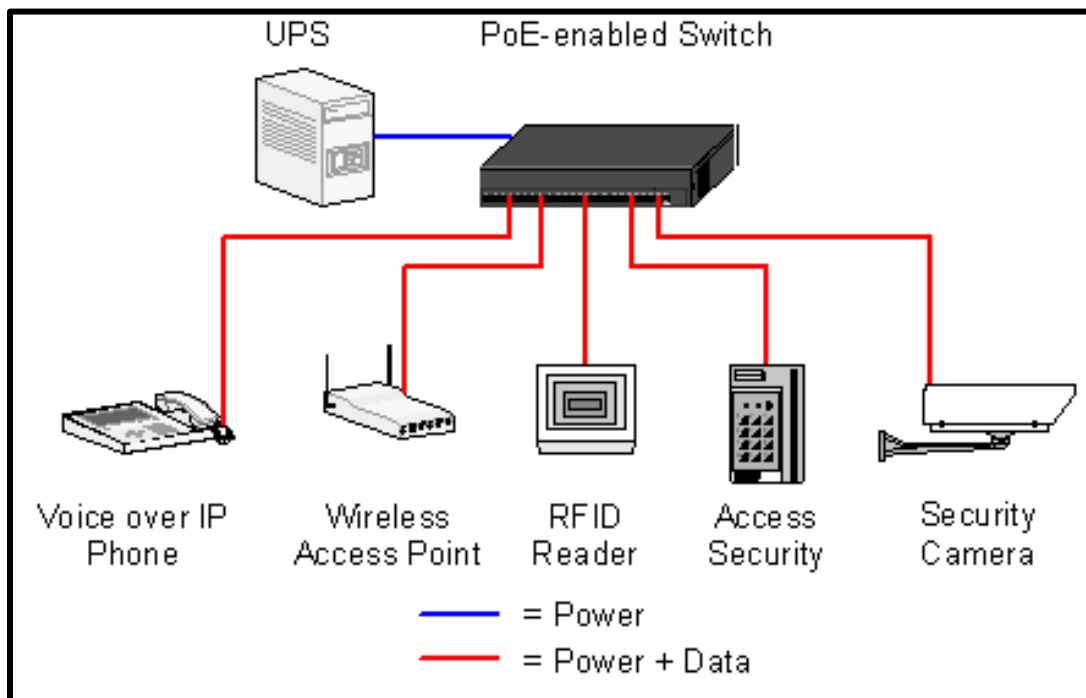 UPS
PoE-enabled Switch
Voice over IP
Phone
Wireless
Access Point
RFID
Reader
Access
Security
Security
Camera
= Power
= Power + Data